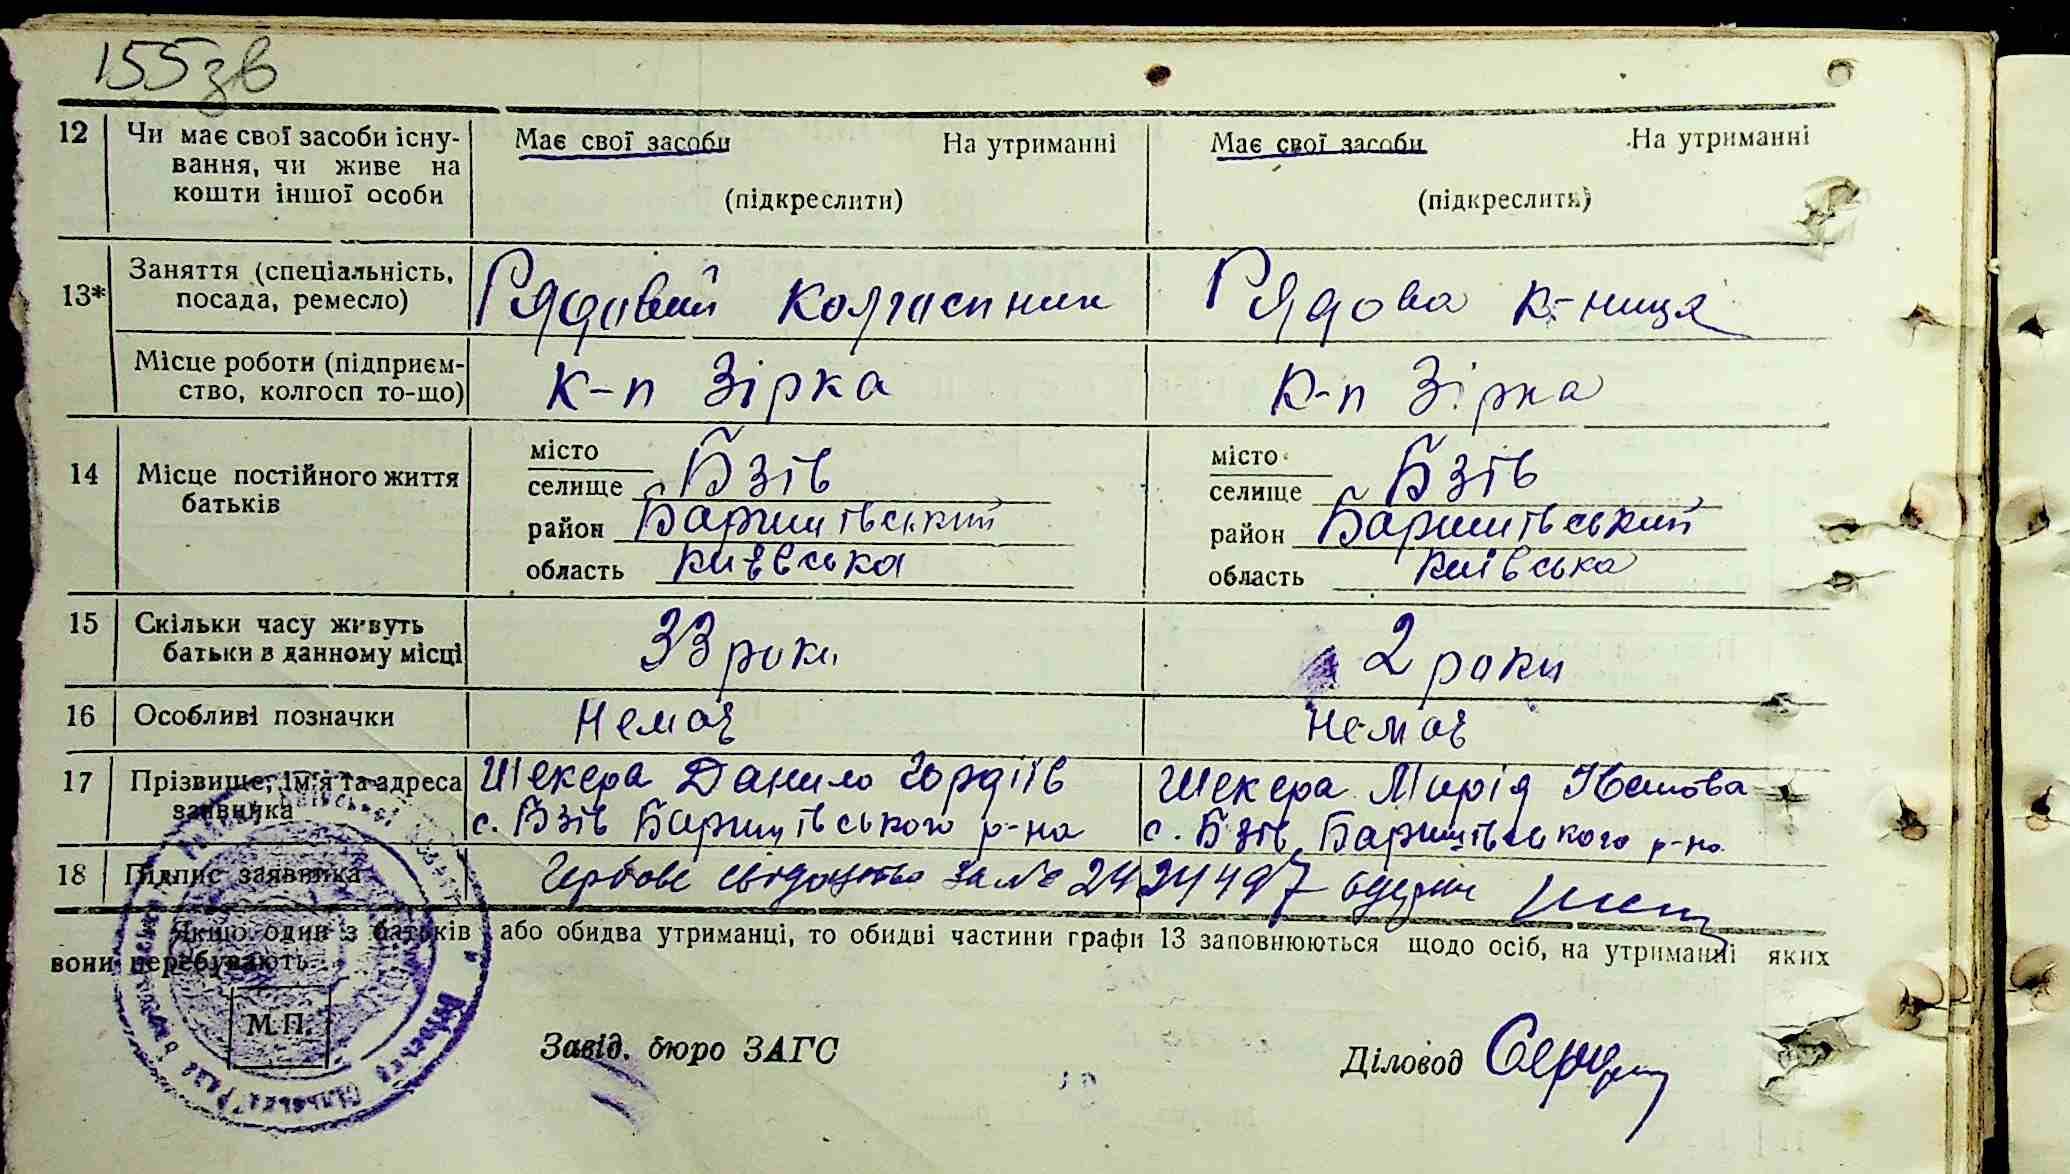 155зв
12 Чи має свої засоби існу- Має свої засоби На утриманні Має свої засоби На утриманні
вання, чи живе на
кошти іншої особи (підкреслити) (підкреслити)
13* Заняття (спеціальність, Рядовий колгоспник Рядова к-ниця
посада, ремесло)
Місце роботи (підприєм- к-п Зірка к-п Зірка
ство, колгосп то-що)
14 Місце постійного життя місто місто
батьків селище Бзів селище Бзів
район Баришівський район Баришівський
область київська область київська
15 Скільки часу живуть 33 роки 2 роки
батьки в данному місці
16 Особливі позначки Немає Немає
17 Прізвище, ім'я та адреса Шекера Данило Гордіїв Шекера Марія Іванова
заявника с. Бзів Баришівського р-на с. Бзів Баришівського р-на
18 Підпис заявника Гербове свідоцтво за №
Якщо один з батьків або обидва утриманці, то обидві частини графи 13 заповнюються щодо осіб, на утриманні яких
вони перебувають.
М.П.
Завід. бюро ЗАГС Діловод